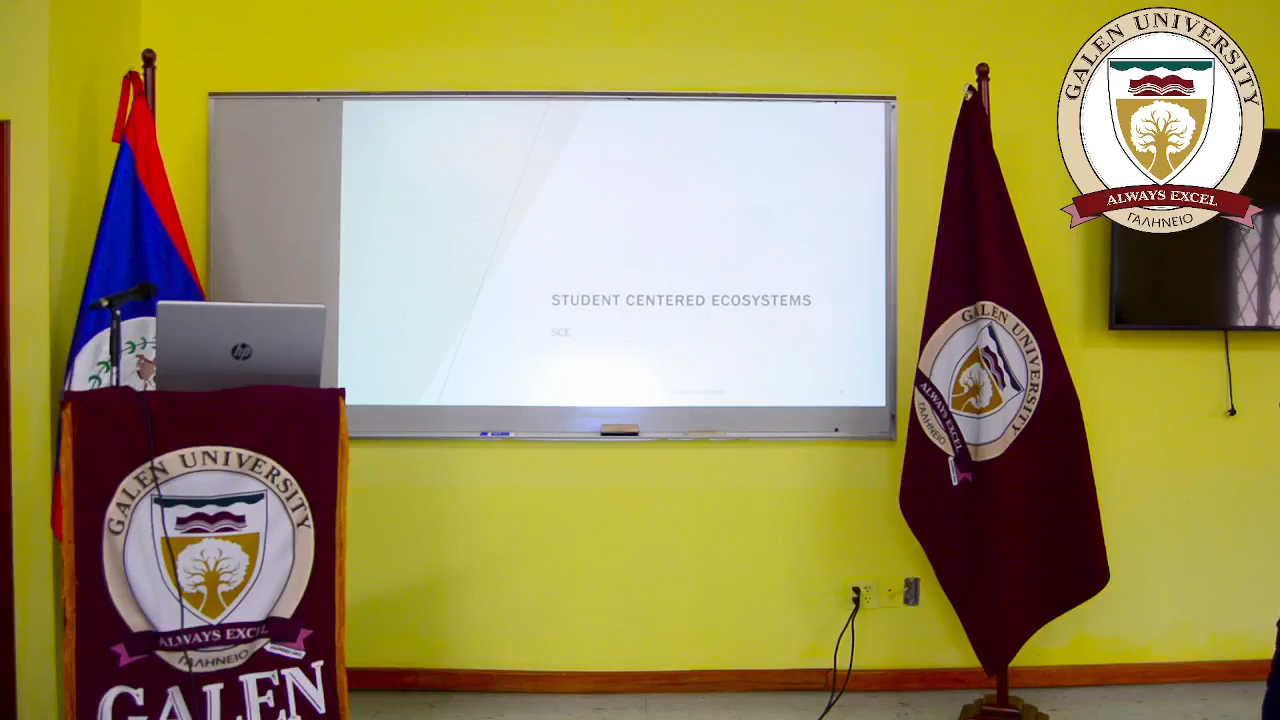 GALEN UNIVERSITY
ALWAYS EXCEL
ΓΑΛΗΝΕΙΟ
STUDENT CENTERED ECOSYSTEMS
SCE
hp
GALEN UNIVERSITY
ALWAYS EXCEL
ΓΑΛΗΝΕΙΟ
GALEN UNIVERSITY
ALWAYS EXCEL
ΓΑΛΗΝΕΙΟ
GALEN